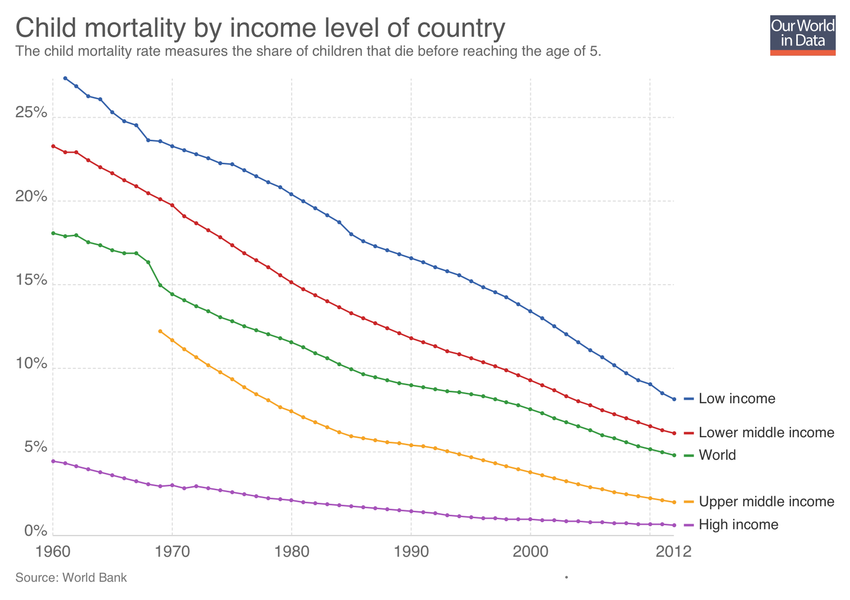 Child mortality by income level of country
The child mortality rate measures the share of children that die before reaching the age of 5.
Our World
in Data
25%
20%
15%
10%
5%
0%
Low income
Lower middle income
World
Upper middle income
High income
1960 1970 1980 1990 2000 2012
Source: World Bank